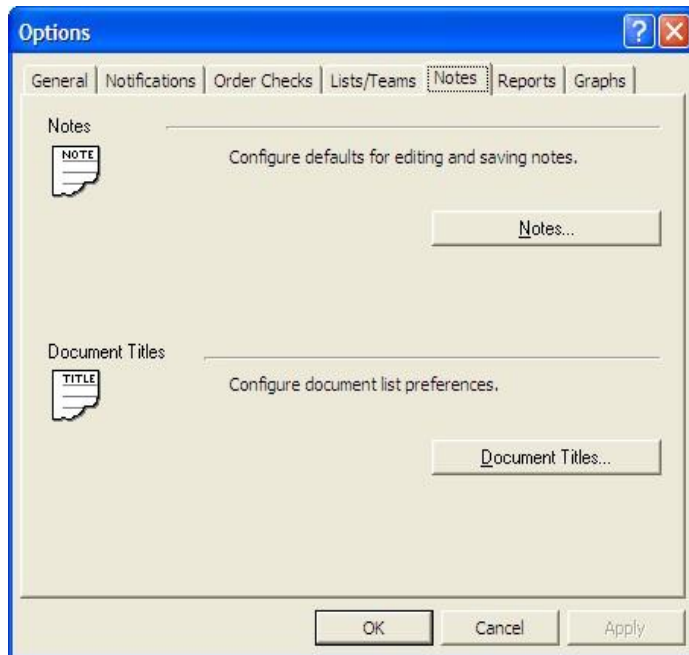 Options
General Notifications Order Checks Lists/Teams Notes Reports Graphs
Notes
NOTE
Configure defaults for editing and saving notes.
Notes...
Document Titles
TITLE
Configure document list preferences.
Document Titles...
OK Cancel Apply